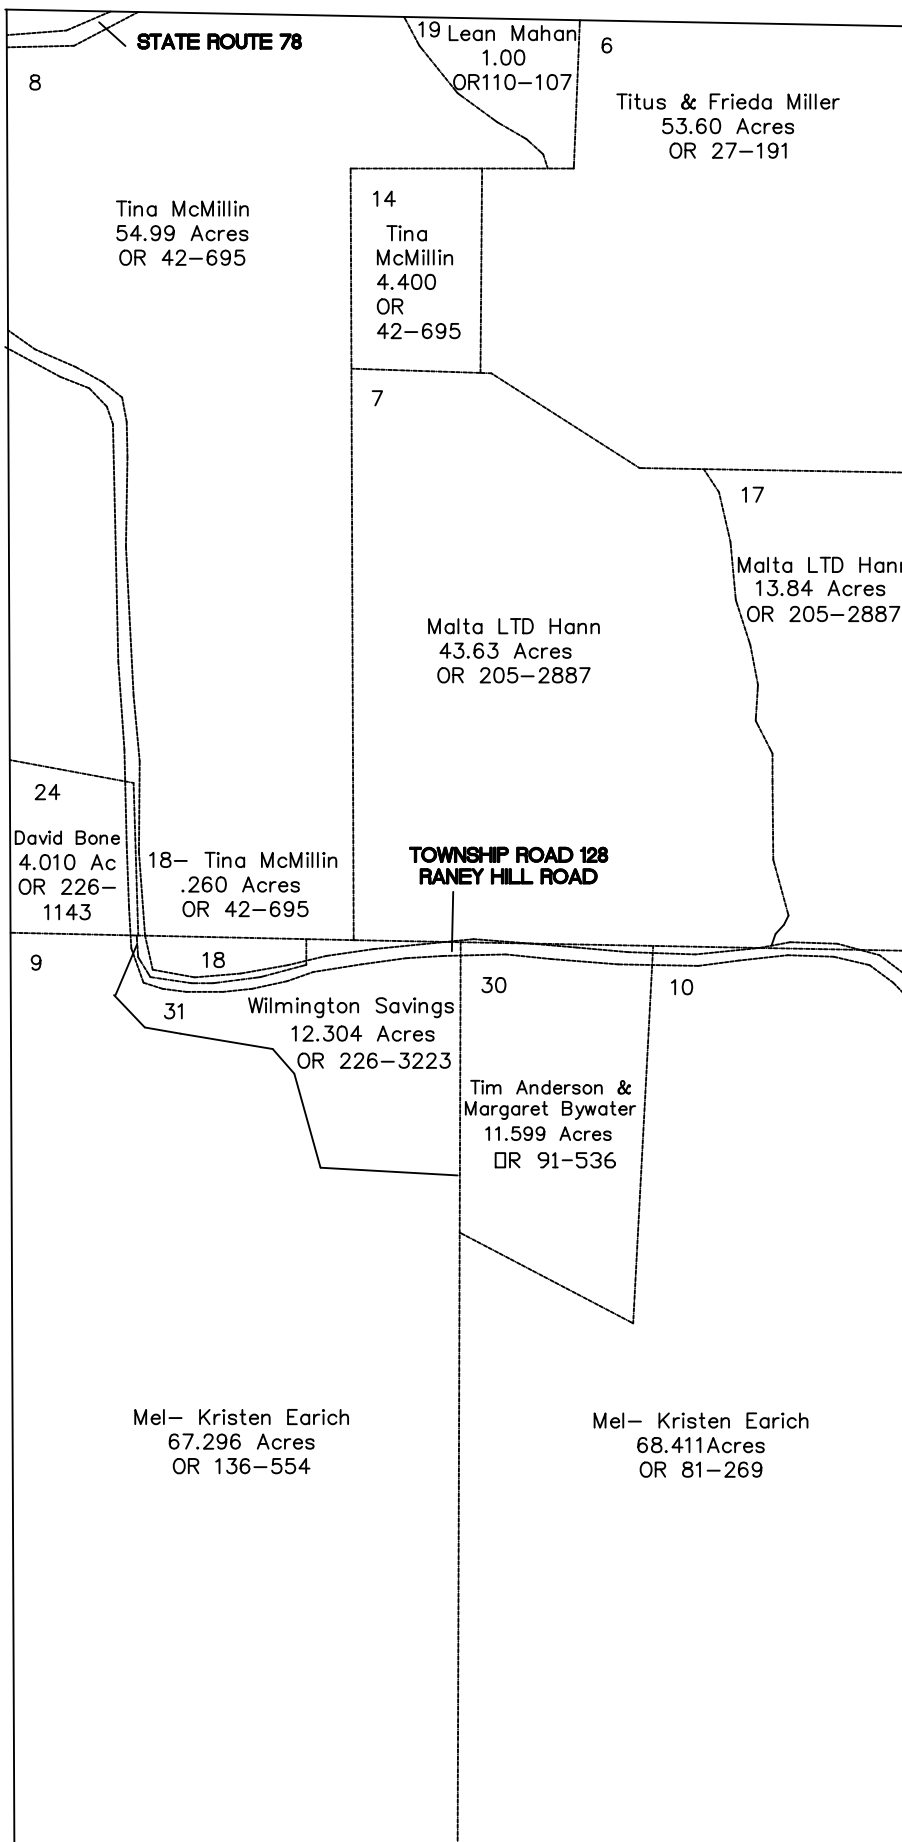 STATE ROUTE 78
19 Lean Mahan
1.00
OR110-107
6
8
Titus & Frieda Miller
53.60 Acres
OR 27-191
Tina McMillin
54.99 Acres
OR 42-695
14
Tina
McMillin
4.400
OR
42-695
7
17
Malta LTD Hann
13.84 Acres
OR 205-2887
Malta LTD Hann
43.63 Acres
OR 205-2887
24
David Bone
4.010 Ac
OR 226-
1143
18- Tina McMillin
.260 Acres
OR 42-695
TOWNSHIP ROAD 128
RANEY HILL ROAD
9
18
31
Wilmington Savings
12.304 Acres
OR 226-3223
30
10
Tim Anderson &
Margaret Bywater
11.599 Acres
OR 91-536
Mel- Kristen Earich
67.296 Acres
OR 136-554
Mel- Kristen Earich
68.411Acres
OR 81-269